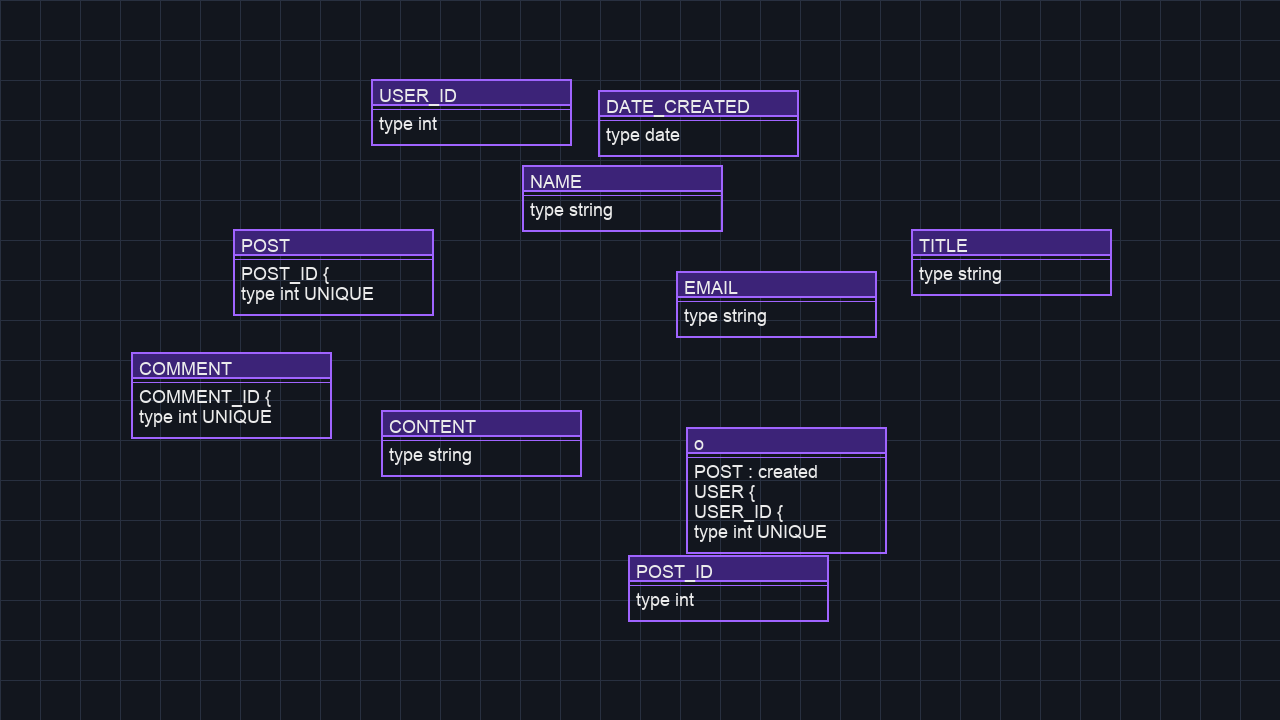 USER_ID
type int
DATE_CREATED
type date
NAME
type string
POST
POST_ID {
type int UNIQUE
TITLE
type string
EMAIL
type string
COMMENT
COMMENT_ID {
type int UNIQUE
CONTENT
type string
o
POST : created
USER {
USER_ID {
type int UNIQUE
POST_ID
type int